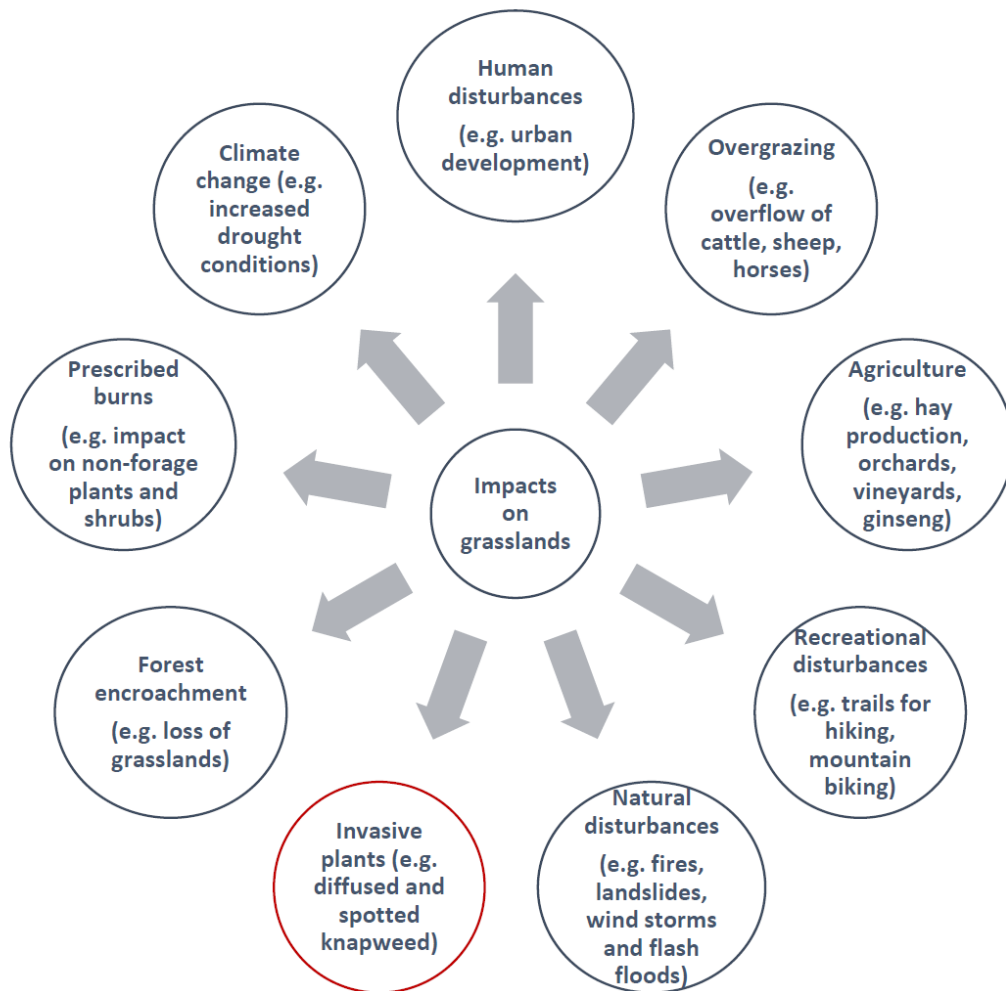 Human
disturbances
(e.g. urban
development)
Overgrazing
(e.g.
overflow of
cattle, sheep,
horses)
Agriculture
(e.g. hay
production,
orchards,
vineyards,
ginseng)
Recreational
disturbances
(e.g. trails for
hiking,
mountain
biking)
Natural
disturbances
(e.g. fires,
landslides,
wind storms
and flash
floods)
Invasive
plants (e.g.
diffused and
spotted
knapweed)
Forest
encroachment
(e.g. loss of
grasslands)
Prescribed
burns
(e.g. impact
on non-forage
plants and
shrubs)
Climate
change (e.g.
increased
drought
conditions)
Impacts
on
grasslands